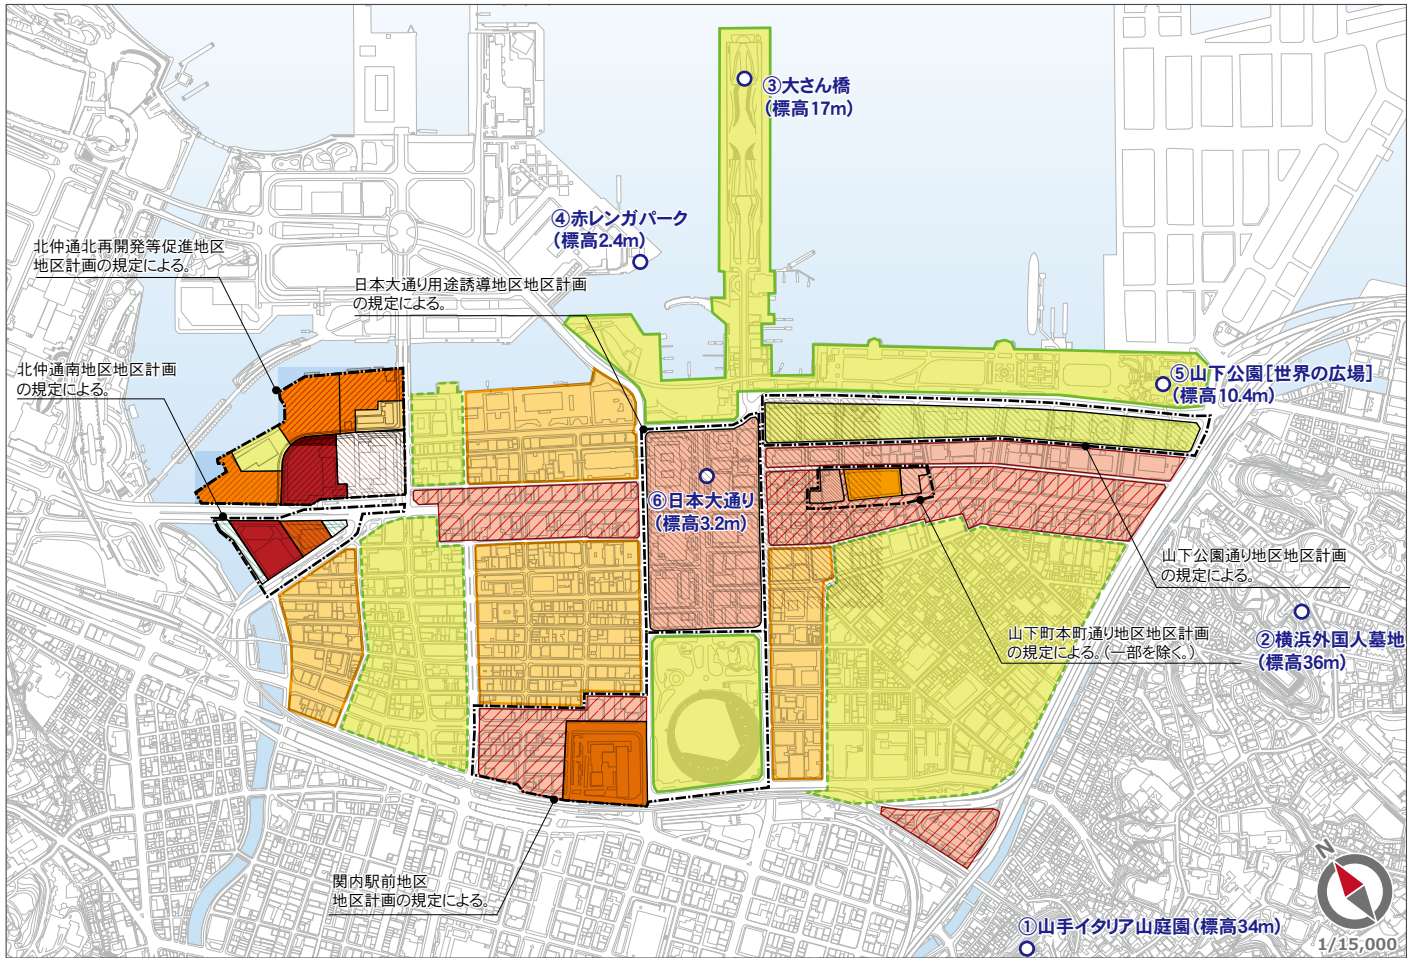 ③大さん橋
(標高17m)
④赤レンガパーク
(標高2.4m)
北仲通北再開発等促進地区
地区計画の規定による。
日本大通り用途誘導地区地区計画
の規定による。
北仲通南地区地区計画
の規定による。
⑤山下公園[世界の広場]
(標高10.4m)
⑥日本大通り
(標高3.2m)
山下公園通り地区地区計画
の規定による。
山下町本町通り地区地区計画
の規定による。(一部を除く。)
②横浜外国人墓地
(標高36m)
関内駅前地区
地区計画の規定による。
①山手イタリア山庭園(標高34m)
N
1/15,000